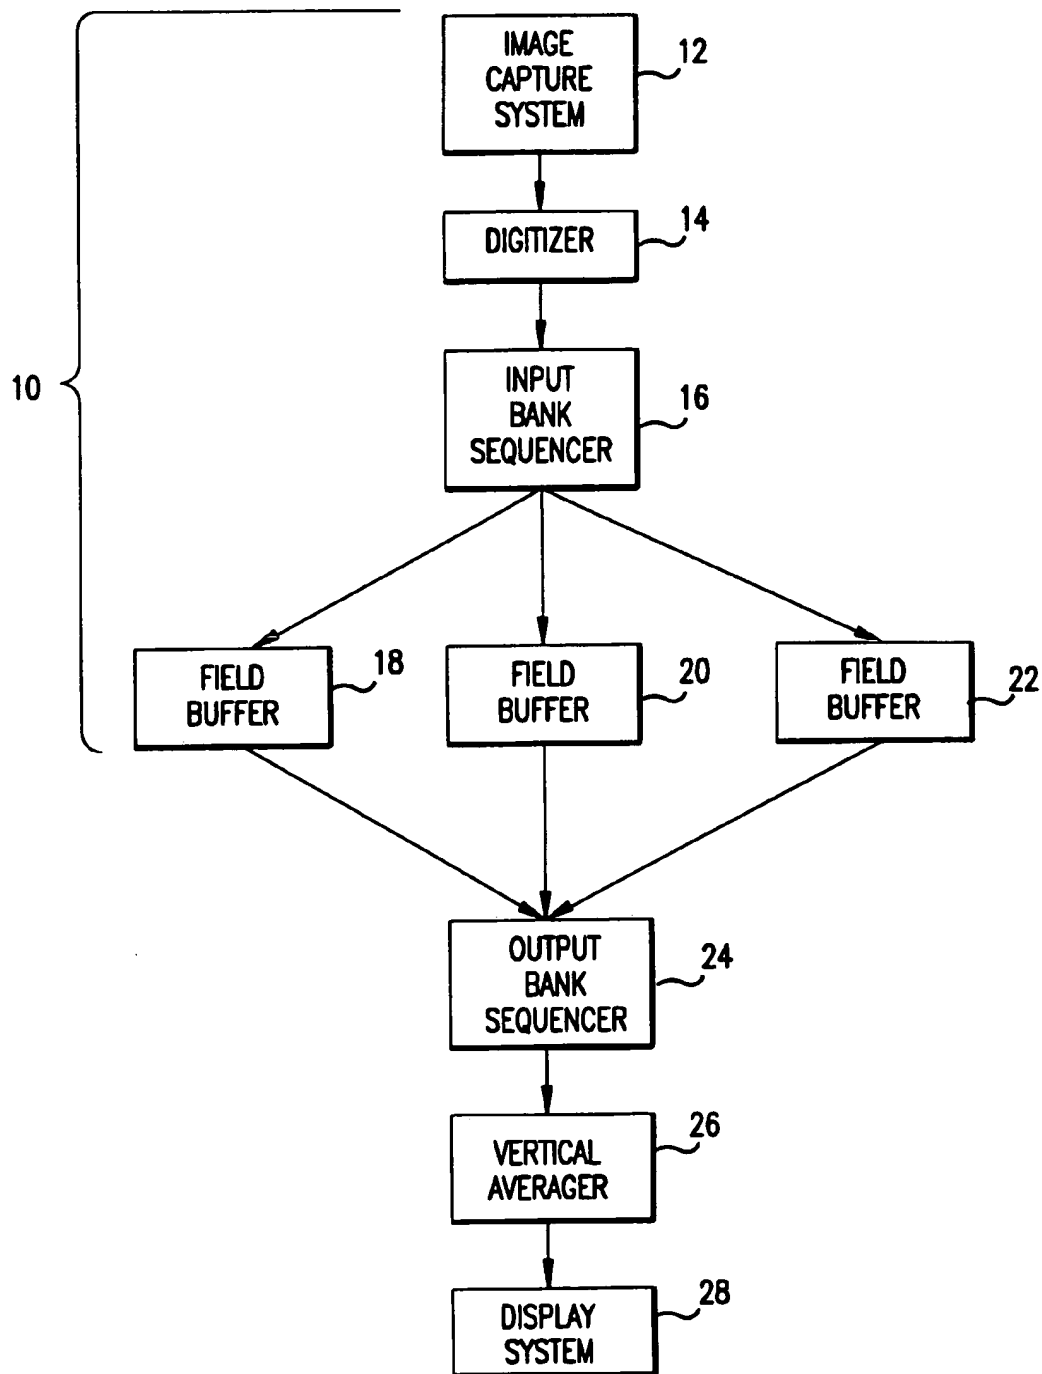 IMAGE
CAPTURE
SYSTEM
12
DIGITIZER
14
10
INPUT
BANK
SEQUENCER
16
FIELD
BUFFER
18
FIELD
BUFFER
20
FIELD
BUFFER
22
OUTPUT
BANK
SEQUENCER
24
VERTICAL
AVERAGER
26
DISPLAY
SYSTEM
28